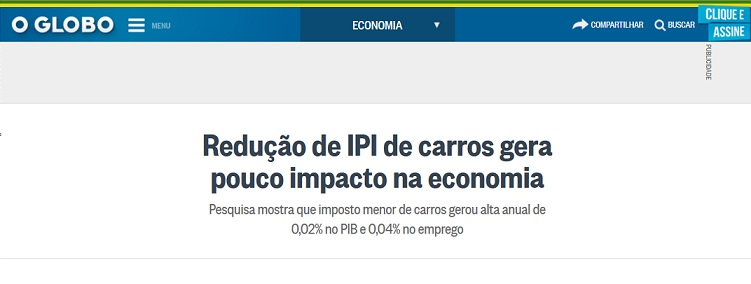 O GLOBO
MENU
ECONOMIA
COMPARTILHAR
BUSCAR
CLIQUE E
ASSINE
PUBLICIDADE
Redução de IPI de carros gera
pouco impacto na economia
Pesquisa mostra que imposto menor de carros gerou alta anual de
0,02% no PIB e 0,04% no emprego